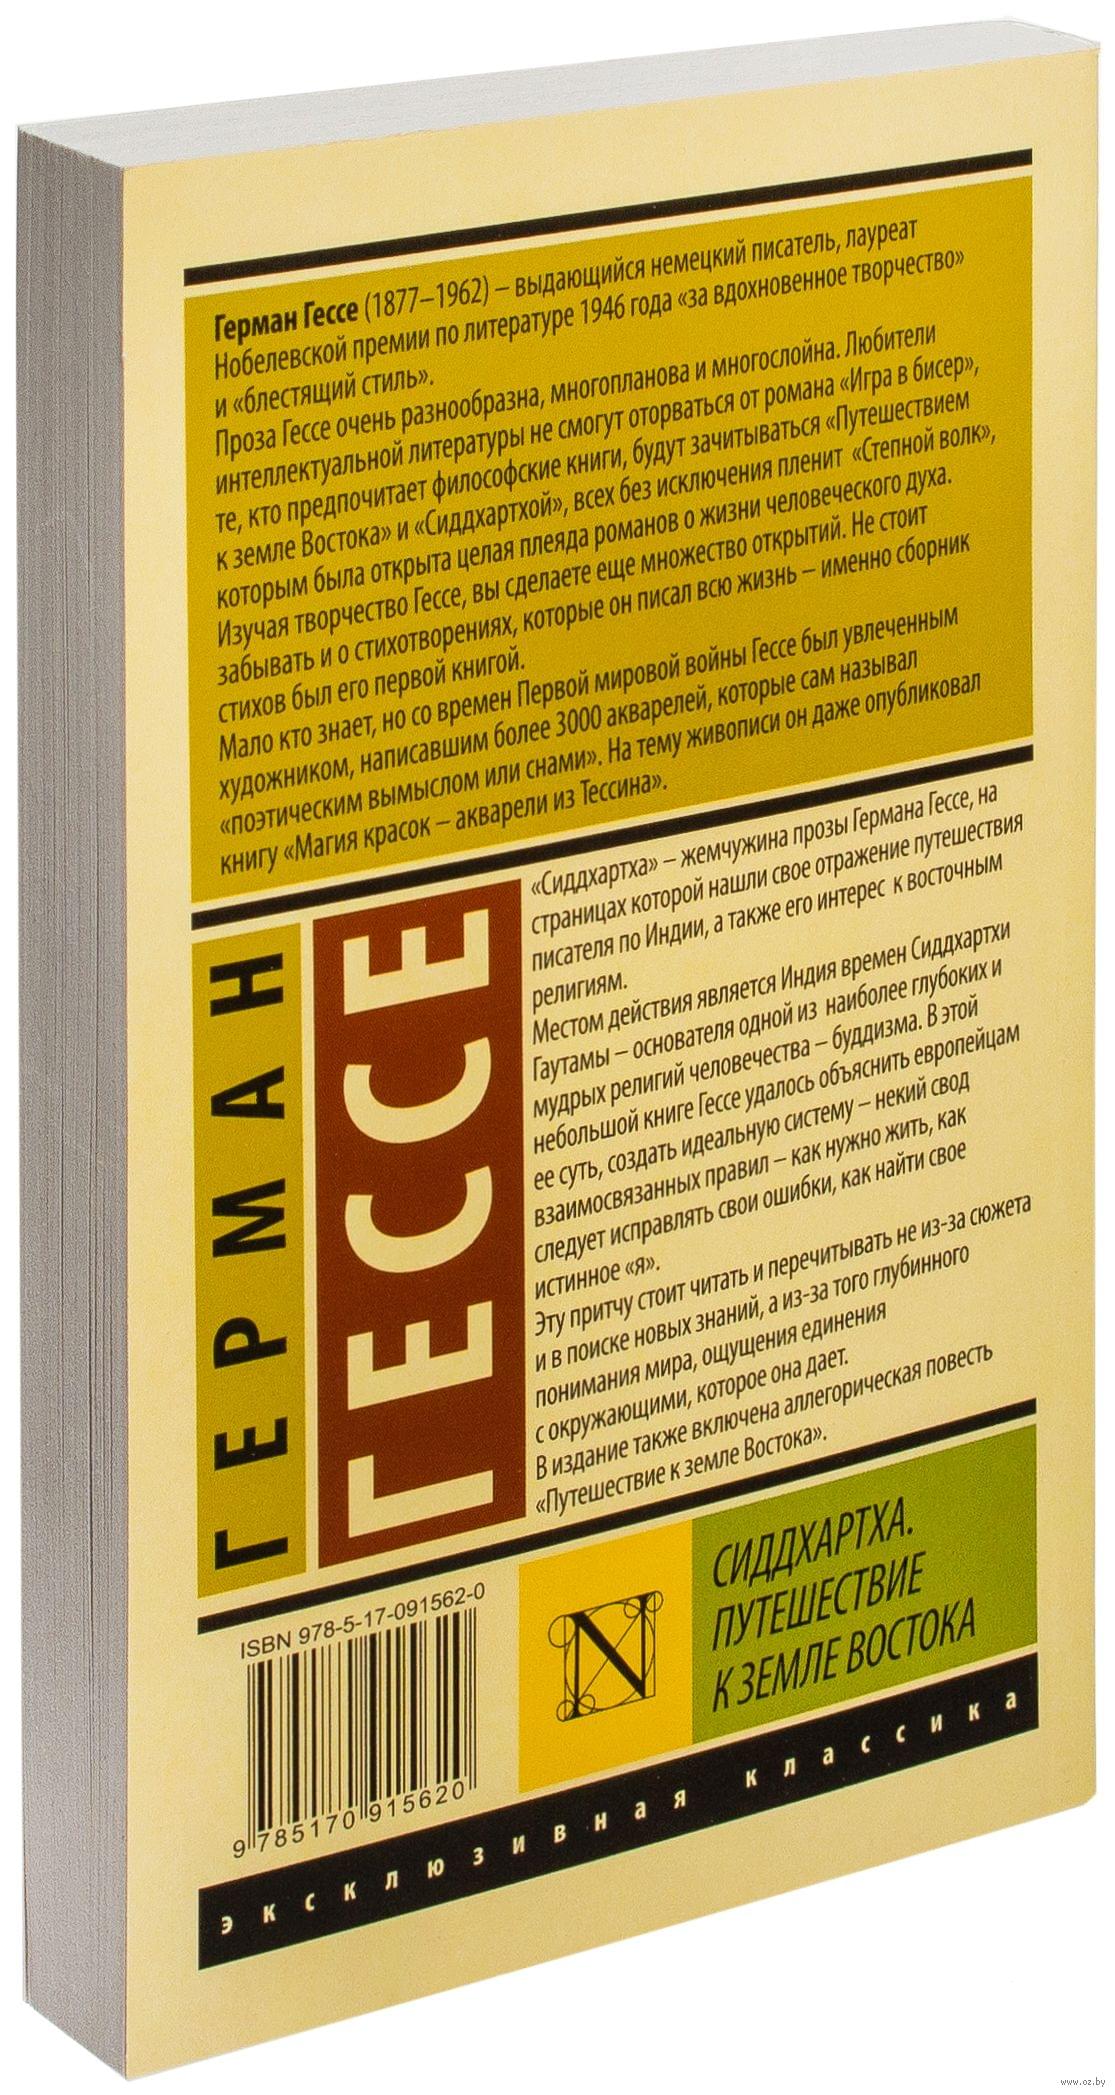 Герман Гессе (1877–1962) – выдающийся немецкий писатель, лауреат
Нобелевской премии по литературе 1946 года «за вдохновенное творчество»
и «блестящий стиль».
Проза Гессе очень разнообразна, многопланова и многослойна. Любители
интеллектуальной литературы не смогут оторваться от романа «Игра в бисер»,
те, кто предпочитает философские книги, будут зачитываться «Путешествием
к земле Востока» и «Сиддхартхой», всех без исключения пленит «Степной волк»,
которым была открыта целая плеяда романов о жизни человеческого духа.
Изучая творчество Гессе, вы сделаете еще множество открытий. Не стоит
забывать и о стихотворениях, которые он писал всю жизнь – именно сборник
стихов был его первой книгой.
Мало кто знает, но со времен Первой мировой войны Гессе был увлеченным
художником, написавшим более 3000 акварелей, которые сам называл
«поэтическим вымыслом или снами». На тему живописи он даже опубликовал
книгу «Магия красок – акварели из Тессина».
ГЕРМАН
ГЕССЕ
«Сиддхартха» – жемчужина прозы Германа Гессе, на
страницах которой нашли свое отражение путешествия
писателя по Индии, а также его интерес к восточным
религиям.
Местом действия является Индия времен Сиддхартхи
Гаутамы – основателя одной из наиболее глубоких и
мудрых религий человечества – буддизма. В этой
небольшой книге Гессе удалось объяснить европейцам
ее суть, создать идеальную систему – некий свод
взаимосвязанных правил – как нужно жить, как
следует исправлять свои ошибки, как найти свое
истинное «я».
Эту притчу стоит читать и перечитывать не из-за сюжета
и в поиске новых знаний, а из-за того глубинного
понимания мира, ощущения единения
с окружающими, которое она дает.
В издание также включена аллегорическая повесть
«Путешествие к земле Востока».
ISBN 978-5-17-091562-0
9 785170 915620
N
СИДДХАРТХА.
ПУТЕШЕСТВИЕ
К ЗЕМЛЕ ВОСТОКА
эксклюзивная классика
www.oz.by